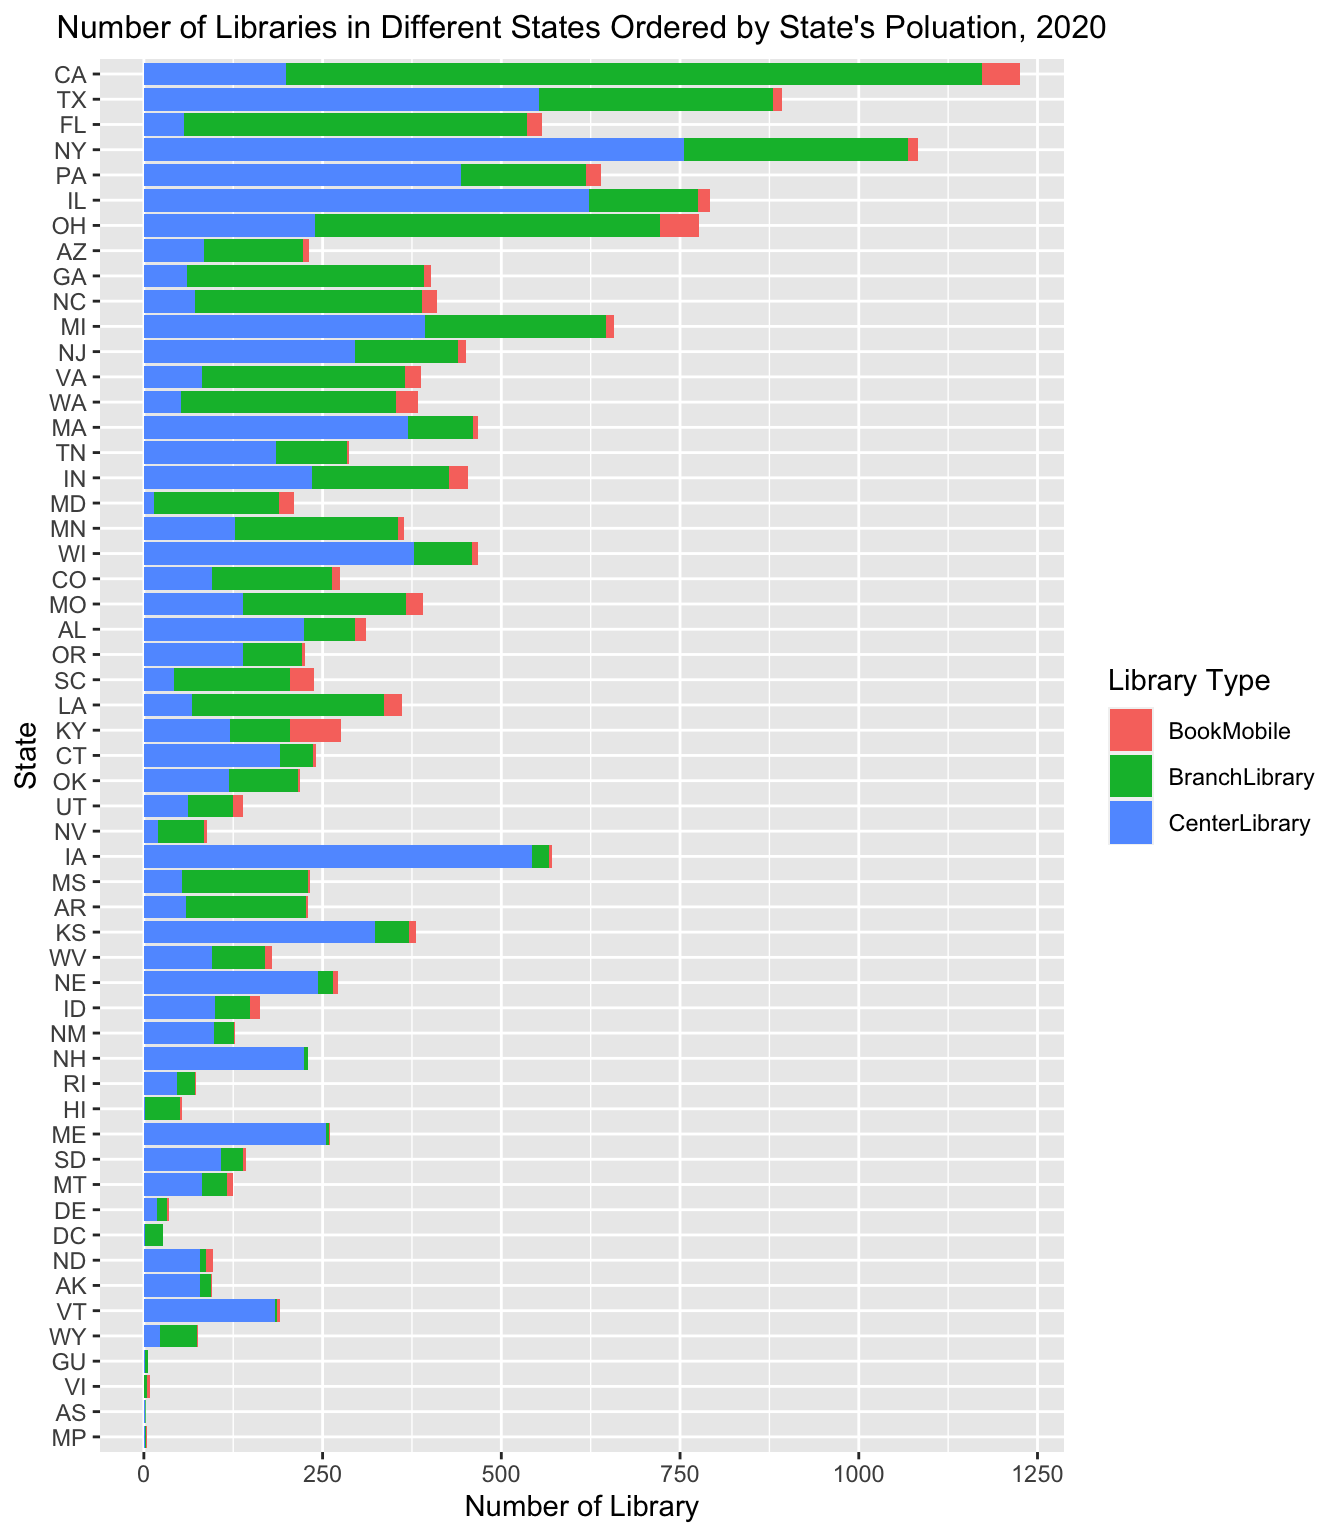 Number of Libraries in Different States Ordered by State's Poluation, 2020
CA
TX
FL
NY
PA
IL
OH
AZ
GA
NC
MI
NJ
VA
WA
MA
TN
IN
MD
MN
WI
CO
MO
AL
OR
SC
LA
KY
CT
OK
UT
NV
IA
MS
AR
KS
WV
NE
ID
NM
NH
RI
HI
ME
SD
MT
DE
DC
ND
AK
VT
WY
GU
VI
AS
MP
State
0 250 500 750 1000 1250
Number of Library
Library Type
BookMobile
BranchLibrary
CenterLibrary